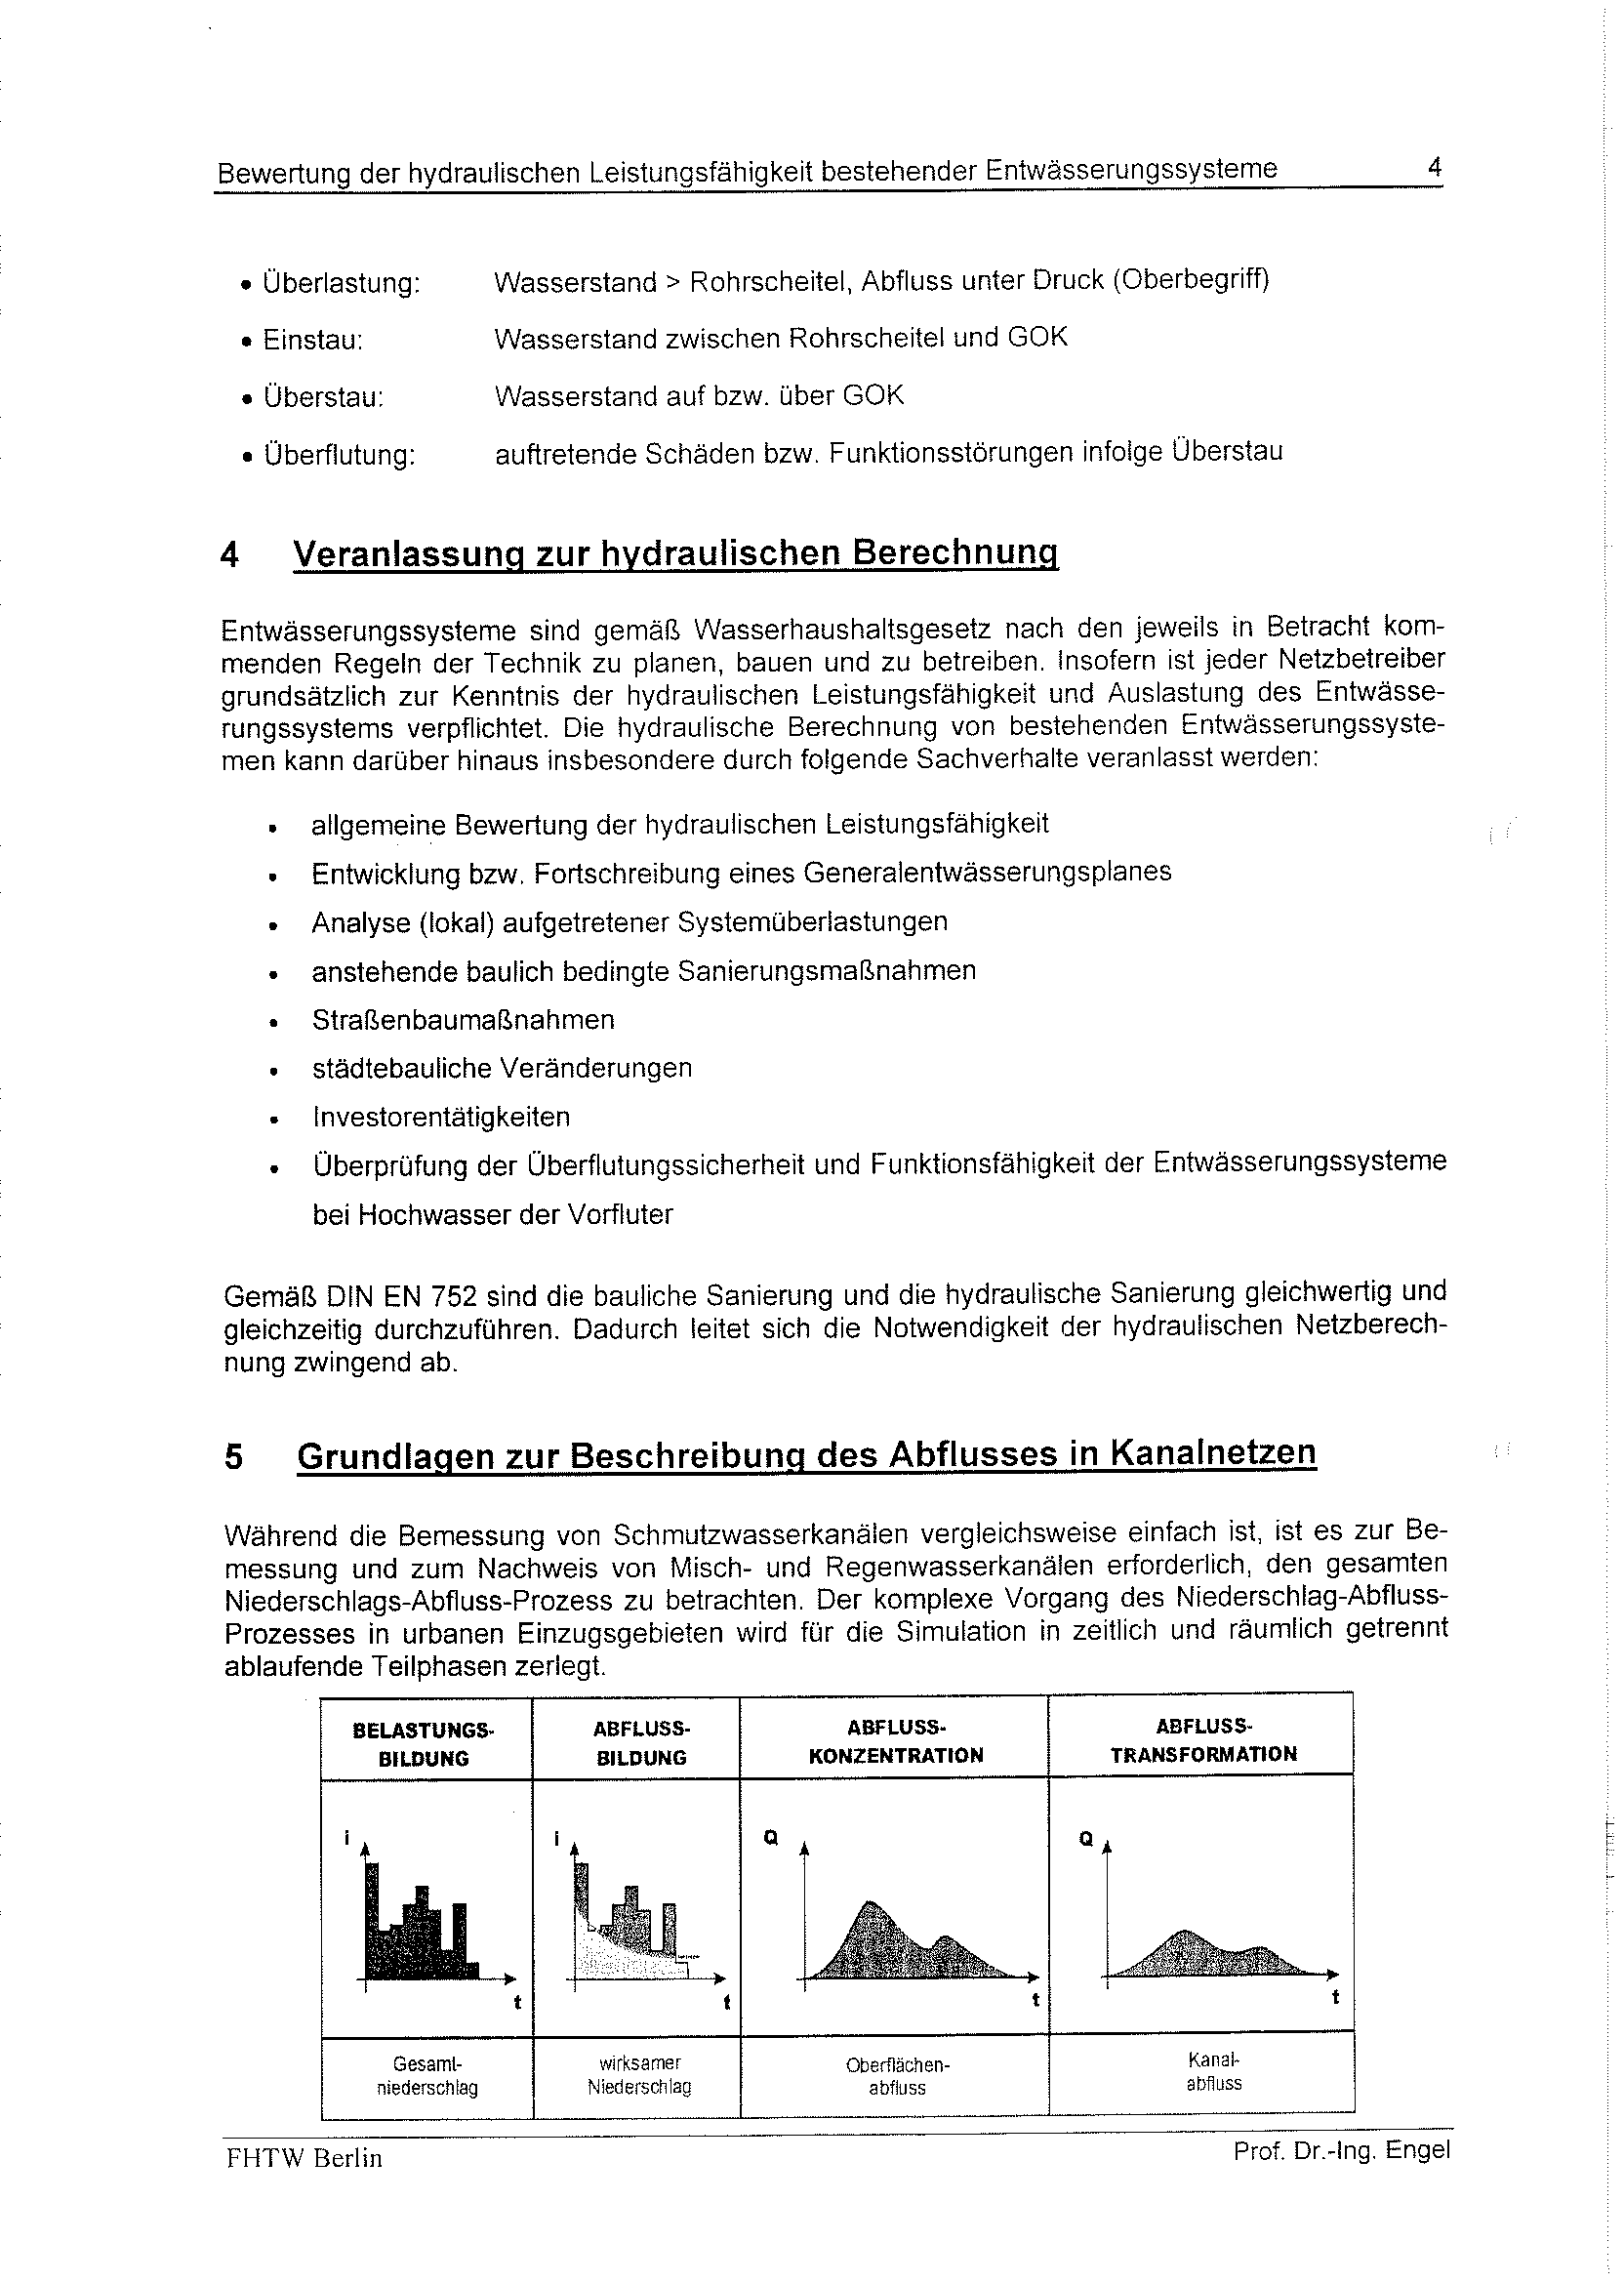 Bewertung der hydraulischen Leistungsfähigkeit bestehender Entwässerungssysteme 4
• Überlastung: Wasserstand > Rohrscheitel, Abfluss unter Druck (Oberbegriff)
• Einstau: Wasserstand zwischen Rohrscheitel und GOK
• Überstau: Wasserstand auf bzw. über GOK
• Überflutung: auftretende Schäden bzw. Funktionsstörungen infolge Überstau
4 Veranlassung zur hydraulischen Berechnung
Entwässerungssysteme sind gemäß Wasserhaushaltsgesetz nach den jeweils in Betracht kom-
menden Regeln der Technik zu planen, bauen und zu betreiben. Insofern ist jeder Netzbetreiber
grundsätzlich zur Kenntnis der hydraulischen Leistungsfähigkeit und Auslastung des Entwässe-
rungssystems verpflichtet. Die hydraulische Berechnung von bestehenden Entwässerungssyste-
men kann darüber hinaus insbesondere durch folgende Sachverhalte veranlasst werden:
• allgemeine Bewertung der hydraulischen Leistungsfähigkeit
• Entwicklung bzw. Fortschreibung eines Generalentwässerungsplanes
• Analyse (lokal) aufgetretener Systemüberlastungen
• anstehende baulich bedingte Sanierungsmaßnahmen
• Straßenbaumaßnahmen
• städtebauliche Veränderungen
• Investorentätigkeiten
• Überprüfung der Überflutungssicherheit und Funktionsfähigkeit der Entwässerungssysteme
bei Hochwasser der Vorfluter
Gemäß DIN EN 752 sind die bauliche Sanierung und die hydraulische Sanierung gleichwertig und
gleichzeitig durchzuführen. Dadurch leitet sich die Notwendigkeit der hydraulischen Netzberech-
nung zwingend ab.
5 Grundlagen zur Beschreibung des Abflusses in Kanalnetzen
Während die Bemessung von Schmutzwasserkanälen vergleichsweise einfach ist, ist es zur Be-
messung und zum Nachweis von Misch- und Regenwasserkanälen erforderlich, den gesamten
Niederschlags-Abfluss-Prozess zu betrachten. Der komplexe Vorgang des Niederschlag-Abfluss-
Prozesses in urbanen Einzugsgebieten wird für die Simulation in zeitlich und räumlich getrennt
ablaufende Teilphasen zerlegt.
BELASTUNGS- ABFLUSS- ABFLUSS- ABFLUSS-
BILDUNG BILDUNG KONZENTRATION TRANSFORMATION
i i Q Q
t t t t
Gesamt- wirksamer Oberflächen- Kanal-
niederschlag Niederschlag abfluss abfluss
FHTW Berlin Prof. Dr.-Ing. Engel